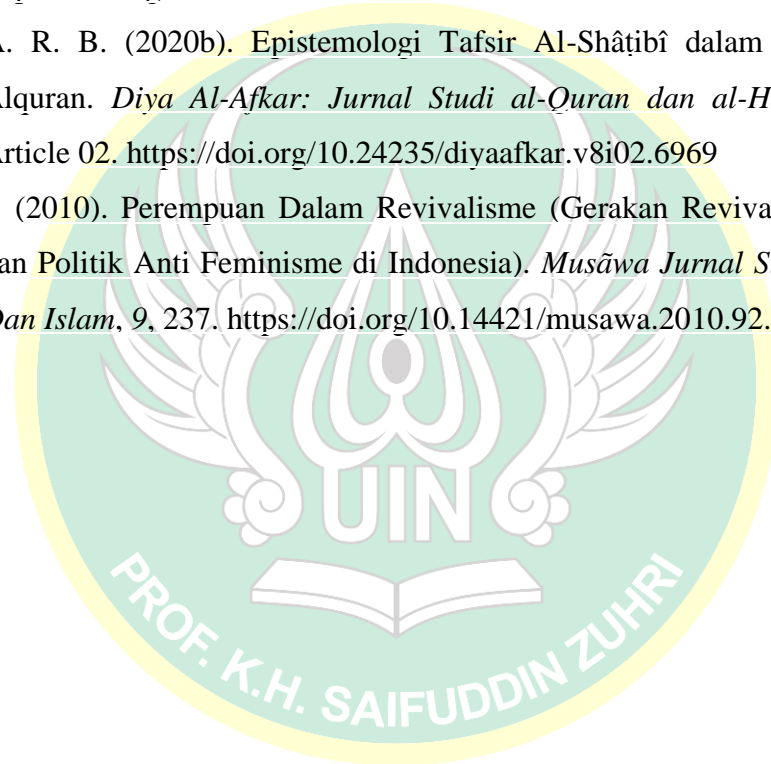 A. R. B. (2020b). Epistemologi Tafsir Al-Shâṭibî dalam
Alquran. Diya Al-Afkar: Jurnal Studi al-Quran dan al-H
Article 02. https://doi.org/10.24235/diyaafkar.v8i02.6969
(2010). Perempuan Dalam Revivalisme (Gerakan Reviva
an Politik Anti Feminisme di Indonesia). Musãwa Jurnal S
Dan Islam, 9, 237. https://doi.org/10.14421/musawa.2010.92.
UIN
PROF. K.H. SAIFUDDIN ZUHRI